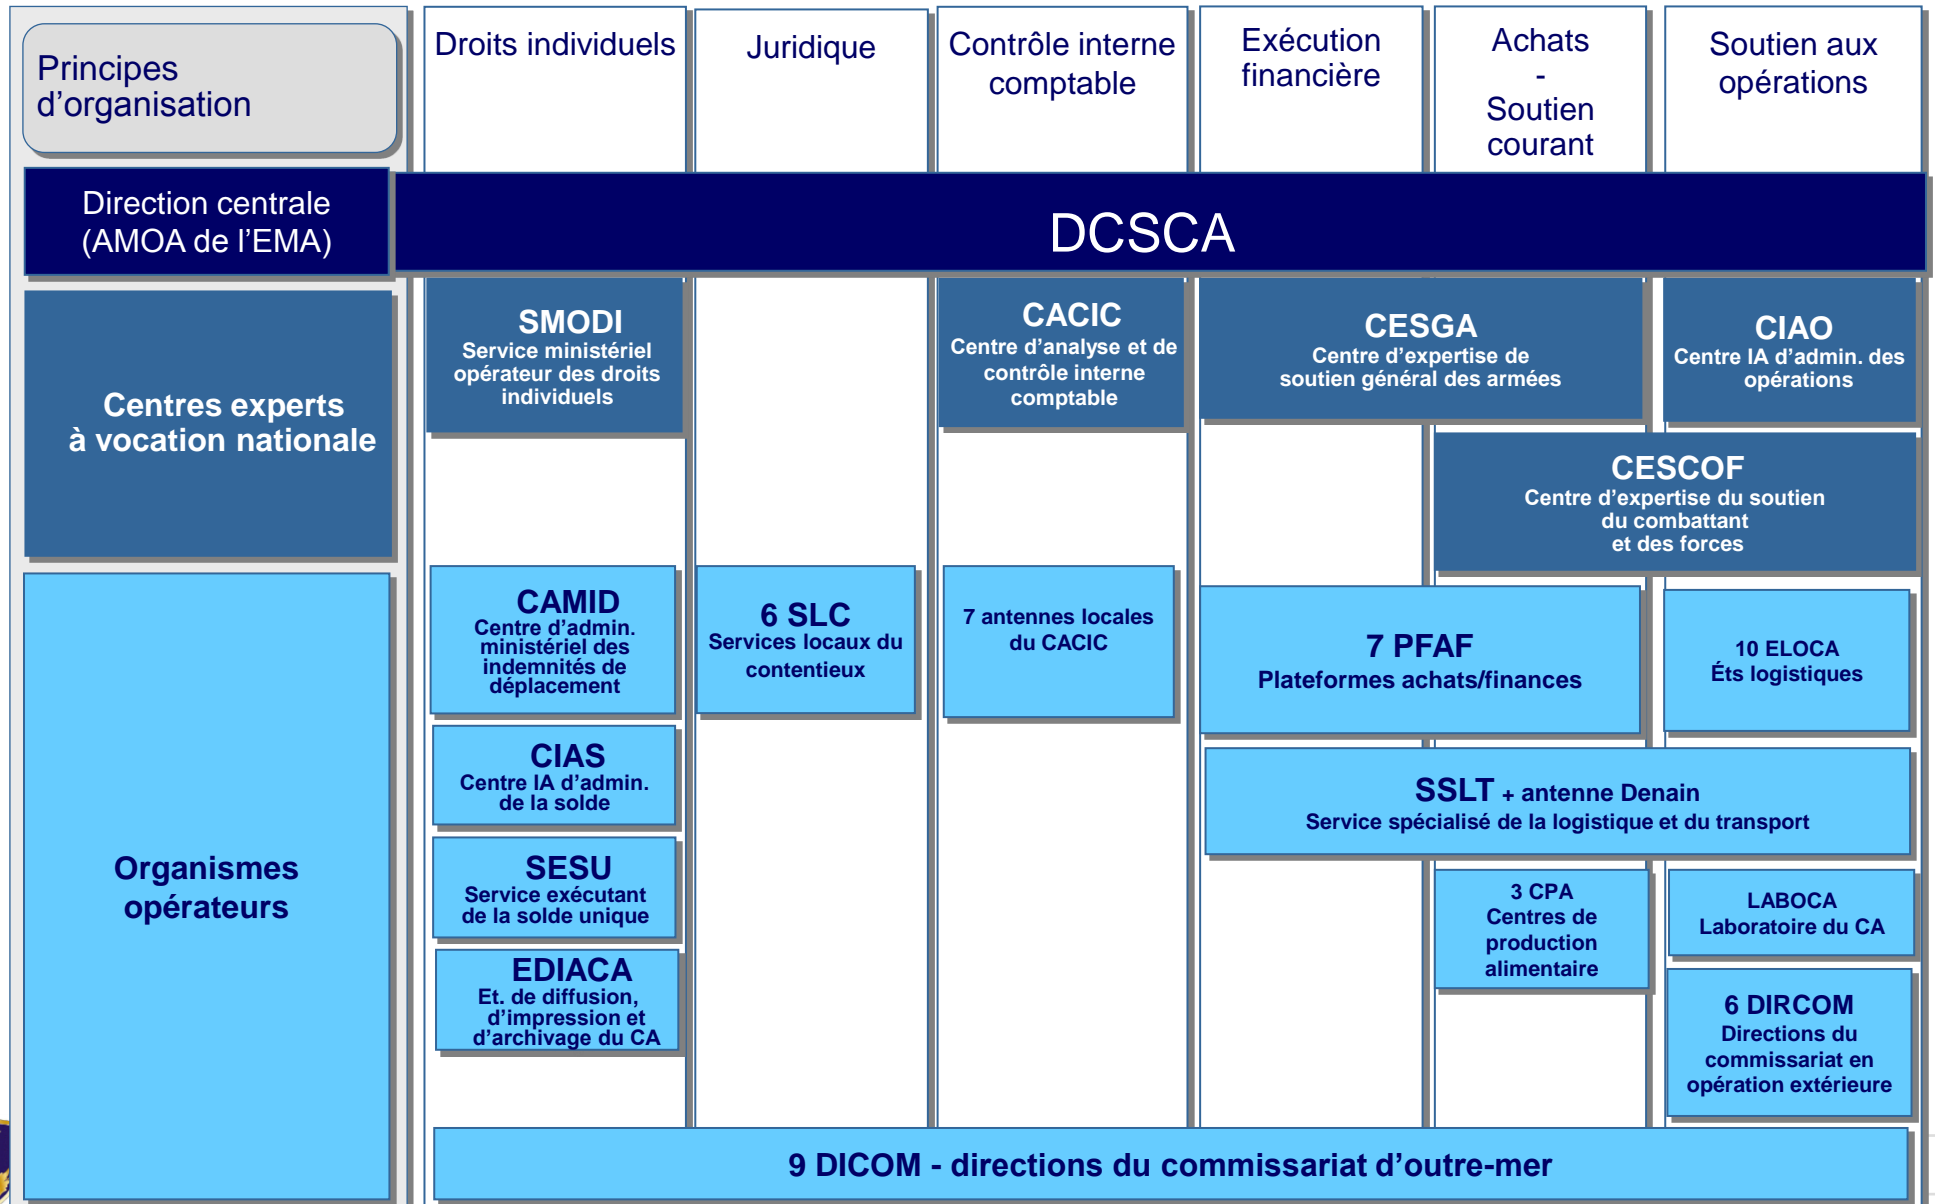 Principes
d’organisation
Droits individuels
Juridique
Contrôle interne
comptable
Exécution
financière
Achats
-
Soutien
courant
Soutien aux
opérations
Direction centrale
(AMOA de l’EMA)
DCSCA
Centres experts
à vocation nationale
SMODI
Service ministériel
opérateur des droits
individuels
CACIC
Centre d’analyse et de
contrôle interne
comptable
CESGA
Centre d’expertise de
soutien général des armées
CIAO
Centre IA d’admin. des
opérations
CESCOF
Centre d’expertise du soutien
du combattant
et des forces
Organismes
opérateurs
CAMID
Centre d’admin.
ministériel des
indemnités de
déplacement
6 SLC
Services locaux du
contentieux
7 antennes locales
du CACIC
7 PFAF
Plateformes achats/finances
10 ELOCA
Éts logistiques
CIAS
Centre IA d’admin.
de la solde
SSLT + antenne Denain
Service spécialisé de la logistique et du transport
SESU
Service exécutant
de la solde unique
3 CPA
Centres de
production
alimentaire
LABOCA
Laboratoire du CA
EDIACA
Et. de diffusion,
d’impression et
d’archivage du CA
6 DIRCOM
Directions du
commissariat en
opération extérieure
9 DICOM - directions du commissariat d’outre-mer